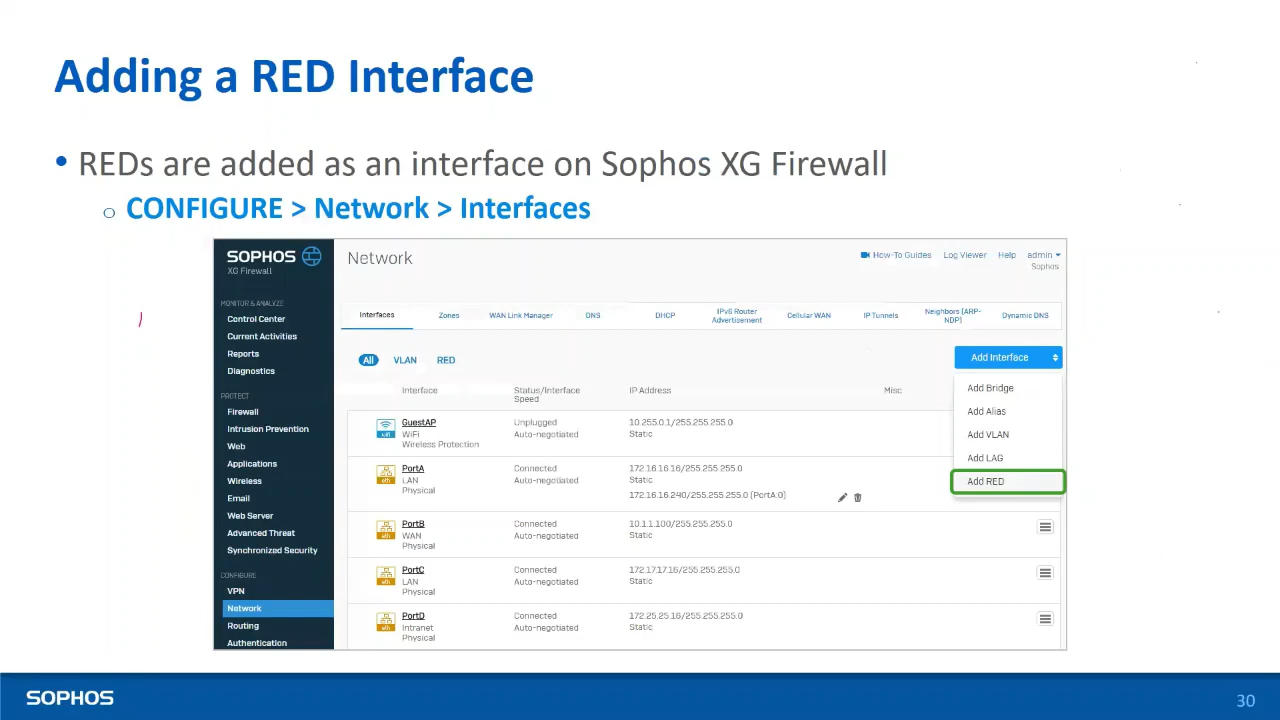 Adding a RED Interface
• REDs are added as an interface on Sophos XG Firewall
o CONFIGURE > Network > Interfaces
SOPHOS
XG Firewall
MONITOR & ANALYZE
Control Center
Current Activities
Reports
Diagnostics
PROTECT
Firewall
Intrusion Prevention
Web
Applications
Wireless
Email
Web Server
Advanced Threat
Synchronized Security
CONFIGURE
VPN
Network
Routing
Authentication
Network
How-To Guides Log Viewer Help admin
Sophos
Interfaces Zones WAN Link Manager DNS DHCP IPv6 Router Advertisement Cellular WAN IP Tunnels Neighbors (ARP-NDP) Dynamic DNS
All VLAN RED
Add Interface
Add Bridge
Add Alias
Add VLAN
Add LAG
Add RED
Interface Status/Interface Speed IP Address Misc
GuestAP Unplugged 10.255.0.1/255.255.255.0
WiFi Auto-negotiated Static
Wireless Protection
wifi
PortA Connected 172.16.16.16/255.255.255.0
LAN Auto-negotiated Static
Physical 172.16.16.240/255.255.255.0 (PortA:0)
eth
PortB Connected 10.1.1.100/255.255.255.0
WAN Auto-negotiated Static
Physical
eth
PortC Connected 172.17.17.16/255.255.255.0
LAN Auto-negotiated Static
Physical
eth
PortD Connected 172.25.25.16/255.255.255.0
Intranet Auto-negotiated Static
Physical
eth
SOPHOS
30